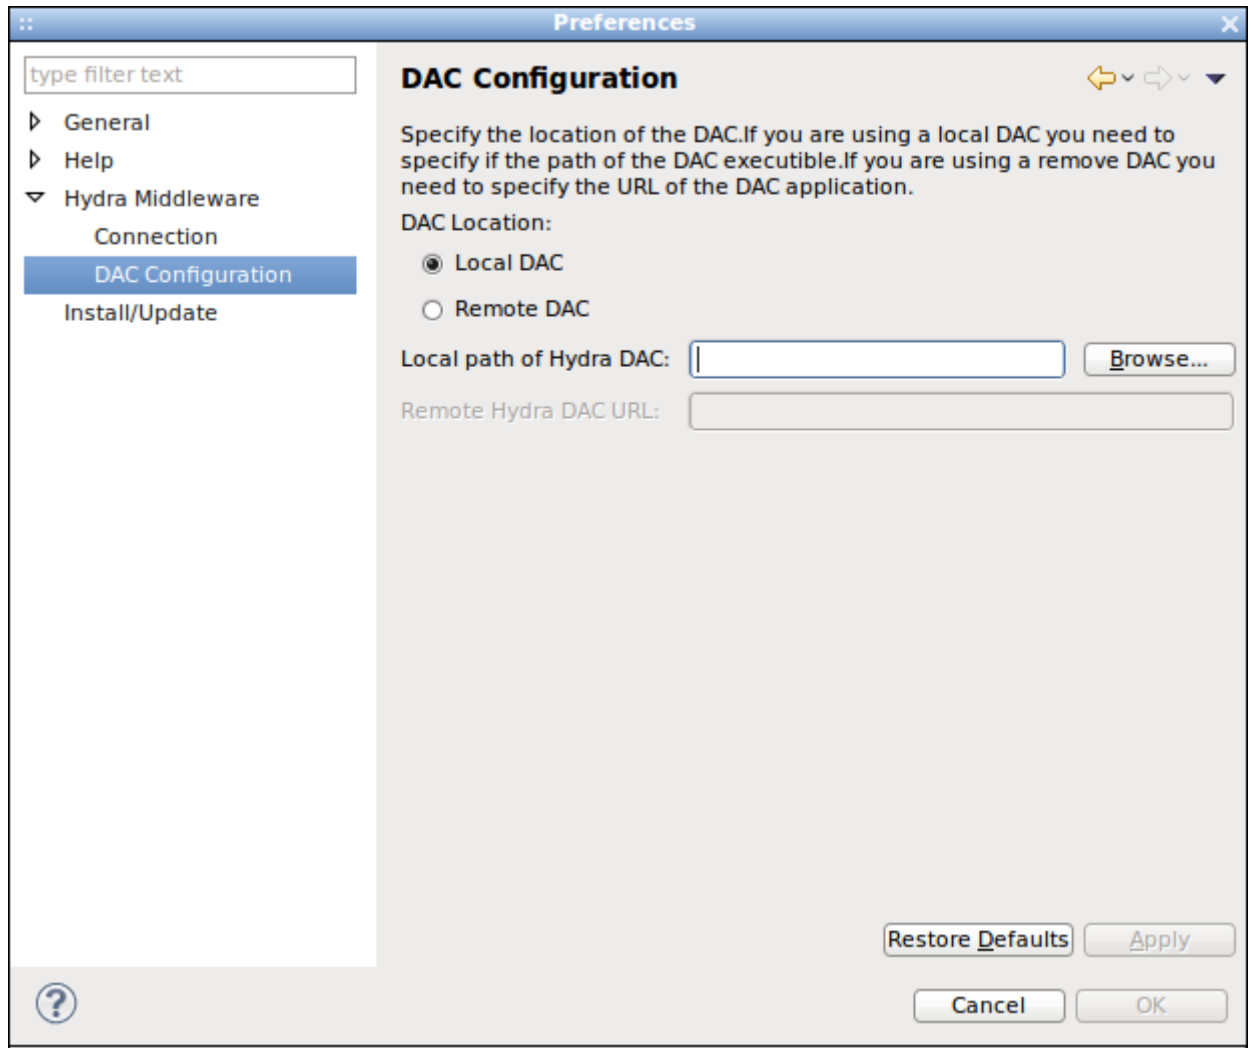 Preferences
type filter text
General
Help
Hydra Middleware
Connection
DAC Configuration
Install/Update
DAC Configuration
Specify the location of the DAC.If you are using a local DAC you need to
specify if the path of the DAC executible.If you are using a remove DAC you
need to specify the URL of the DAC application.
DAC Location:
Local DAC
Remote DAC
Local path of Hydra DAC:
Browse...
Remote Hydra DAC URL:
Restore Defaults
Apply
?
Cancel
OK